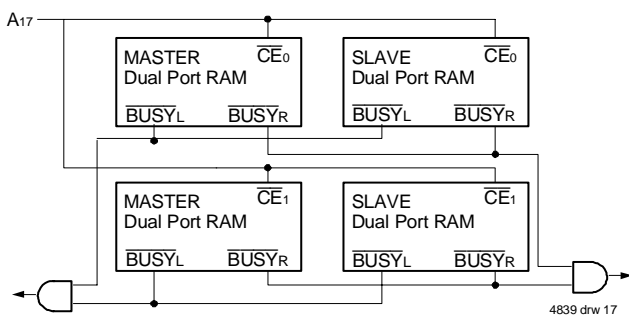 A17
MASTER
Dual Port RAM
CE0
BUSYL
BUSYR
SLAVE
Dual Port RAM
CE0
BUSYL
BUSYR
MASTER
Dual Port RAM
CE1
BUSYL
BUSYR
SLAVE
Dual Port RAM
CE1
BUSYL
BUSYR
4839 drw 17